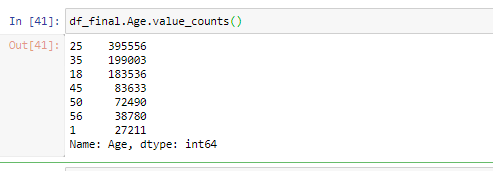 In [41]: df_final.Age.value_counts()
Out[41]: 25 395556
35 199003
18 183536
45 83633
50 72490
56 38780
1 27211
Name: Age, dtype: int64